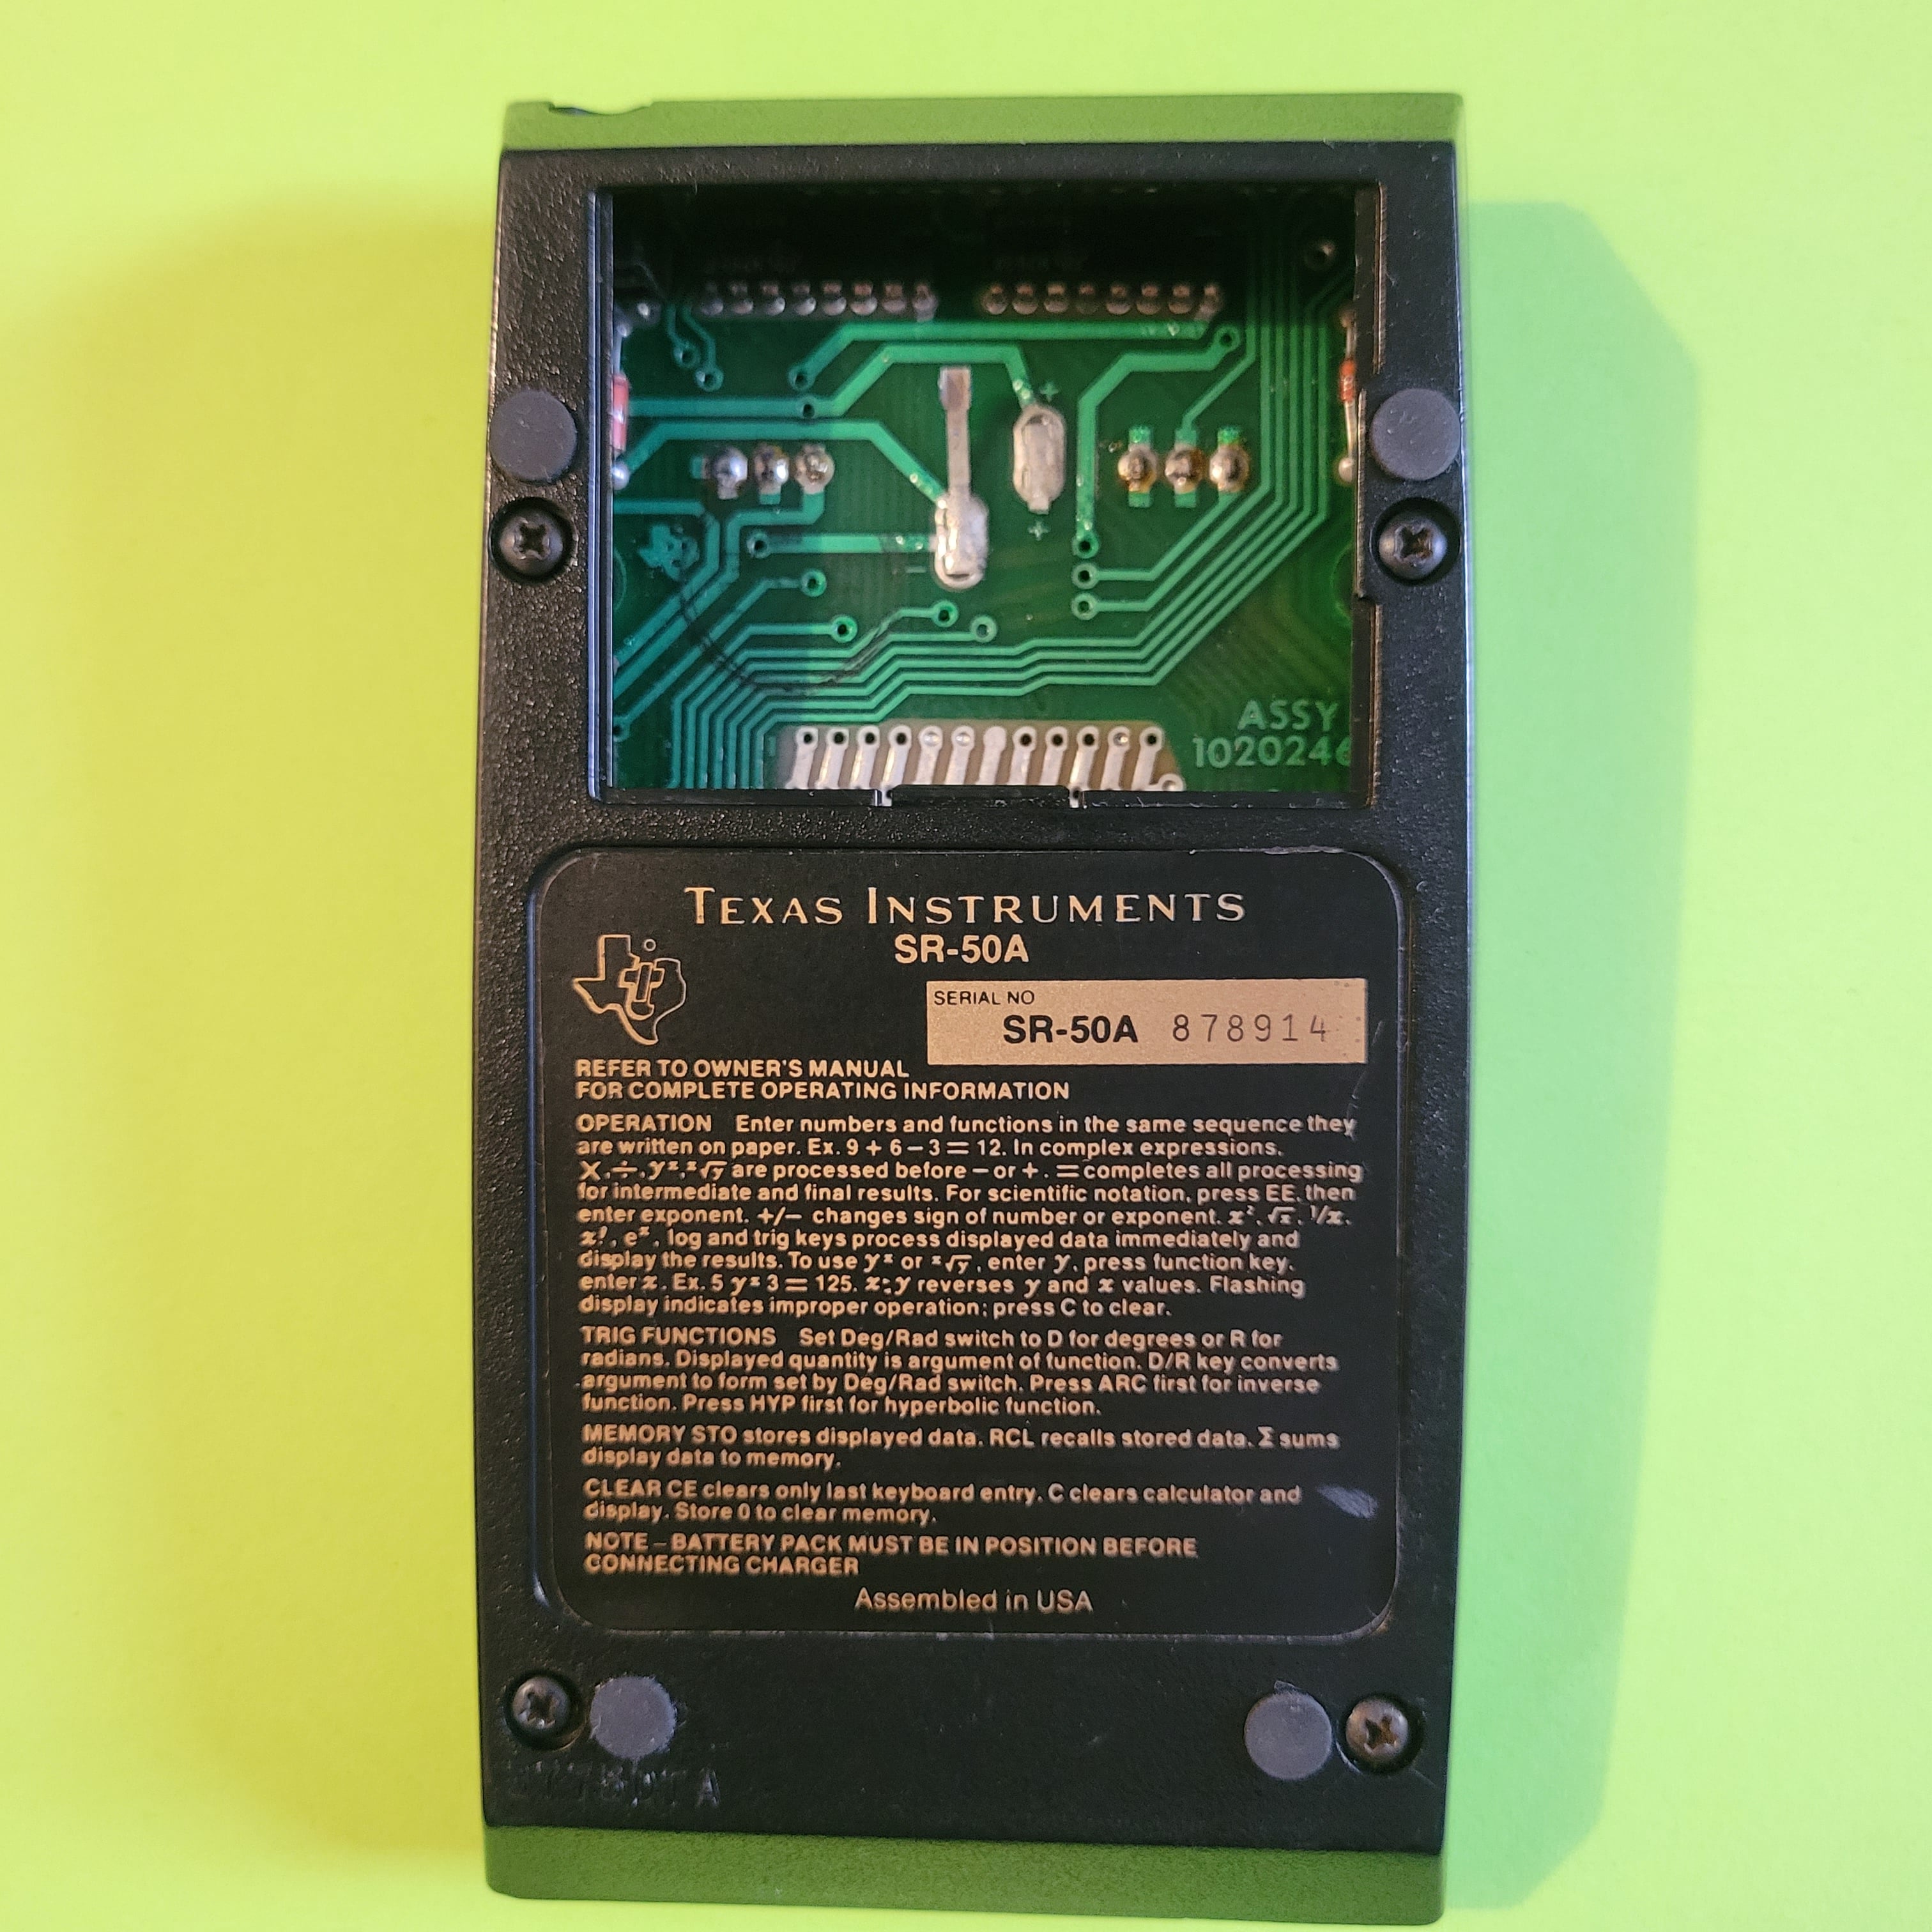 +
+
ASSY
1020246
TEXAS INSTRUMENTS
SR-50A
SERIAL NO
SR-50A 878914
REFER TO OWNER'S MANUAL
FOR COMPLETE OPERATING INFORMATION
OPERATION Enter numbers and functions in the same sequence they
are written on paper. Ex. 9 + 6 – 3 = 12. In complex expressions,
X, ÷, yˣ, ˣ√y are processed before – or + . = completes all processing
for intermediate and final results. For scientific notation, press EE, then
enter exponent. +/– changes sign of number or exponent. x², √x, 1/x,
x!, eˣ, log and trig keys process displayed data immediately and
display the results. To use yˣ or ˣ√y, enter y, press function key,
enter x. Ex. 5 yˣ 3 = 125. x:y reverses y and x values. Flashing
display indicates improper operation; press C to clear.
TRIG FUNCTIONS Set Deg/Rad switch to D for degrees or R for
radians. Displayed quantity is argument of function. D/R key converts
argument to form set by Deg/Rad switch. Press ARC first for inverse
function. Press HYP first for hyperbolic function.
MEMORY STO stores displayed data. RCL recalls stored data. Σ sums
display data to memory.
CLEAR CE clears only last keyboard entry. C clears calculator and
display. Store 0 to clear memory.
NOTE – BATTERY PACK MUST BE IN POSITION BEFORE
CONNECTING CHARGER
Assembled in USA